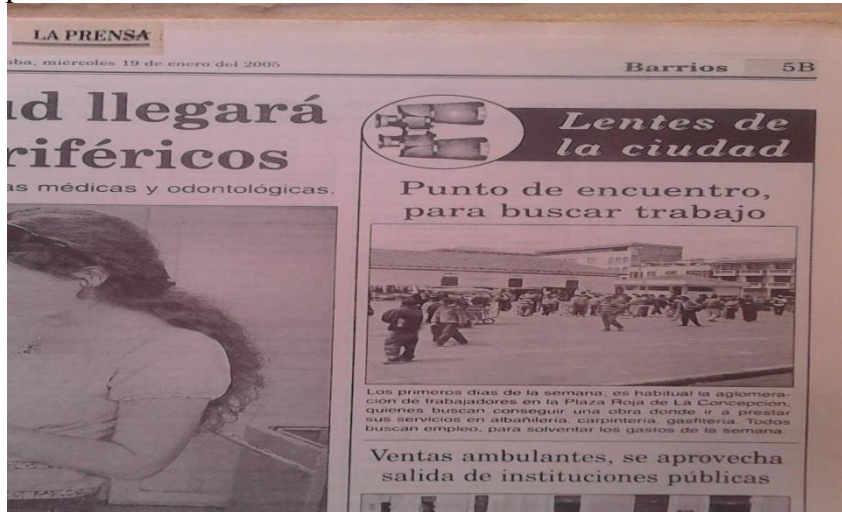 LA PRENSA
miércoles 19 de enero del 2005
Barrios 5B
llegará
as médicas y odontológicas.
Lentes de
la ciudad
Punto de encuentro,
para buscar trabajo
Los primeros días de la semana, es habitual la aglomera-
ción de trabajadores en la Plaza Roja de La Concepción,
quienes buscan conseguir una obra donde ir a prestar
sus servicios en albañilería, carpintería, gasfitería. Todos
buscan empleo, para solventar los gastos de la semana.
Ventas ambulantes, se aprovecha
salida de instituciones públicas